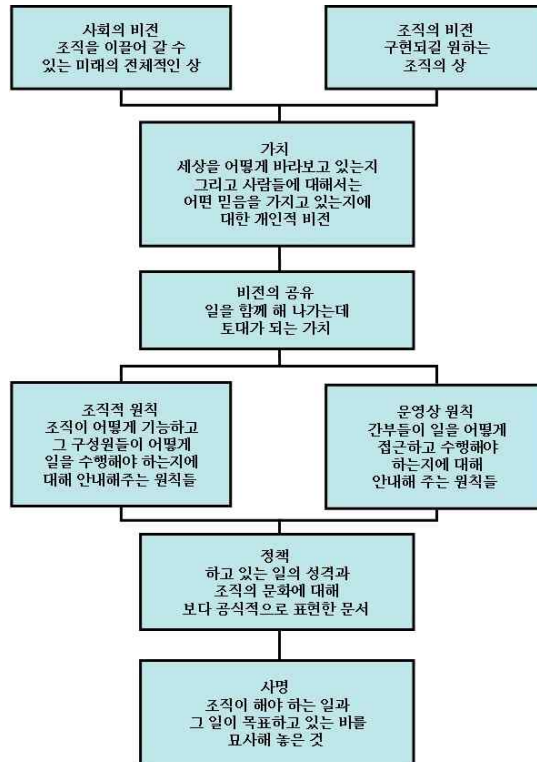 사회의 비전
조직을 이끌어 갈 수
있는 미래의 전체적인 상
조직의 비전
구현되길 원하는
조직의 상
가치
세상을 어떻게 바라보고 있는지
그리고 사람들에 대해서는
어떤 믿음을 가지고 있는지에
대한 개인적 비전
비전의 공유
일을 함께 해 나가는데
토대가 되는 가치
조직적 원칙
조직이 어떻게 기능하고
그 구성원들이 어떻게
일을 수행해야 하는지에
대해 안내해주는 원칙들
운영상 원칙
간부들이 일을 어떻게
접근하고 수행해야
하는지에 대해
안내해 주는 원칙들
정책
하고 있는 일의 성격과
조직의 문화에 대해
보다 공식적으로 표현한 문서
사명
조직이 해야 하는 일과
그 일이 목표하고 있는 바를
묘사해 놓은 것